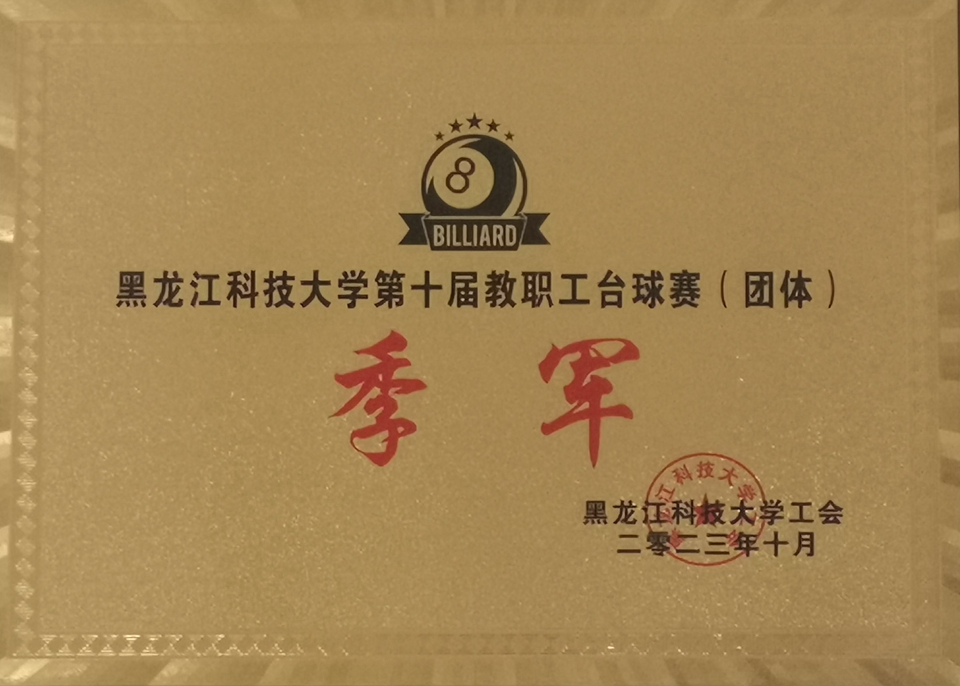 8
BILLIARD
黑龙江科技大学第十届教职工台球赛（团体）
季军
黑龙江科技大学工会
二零二三年十月